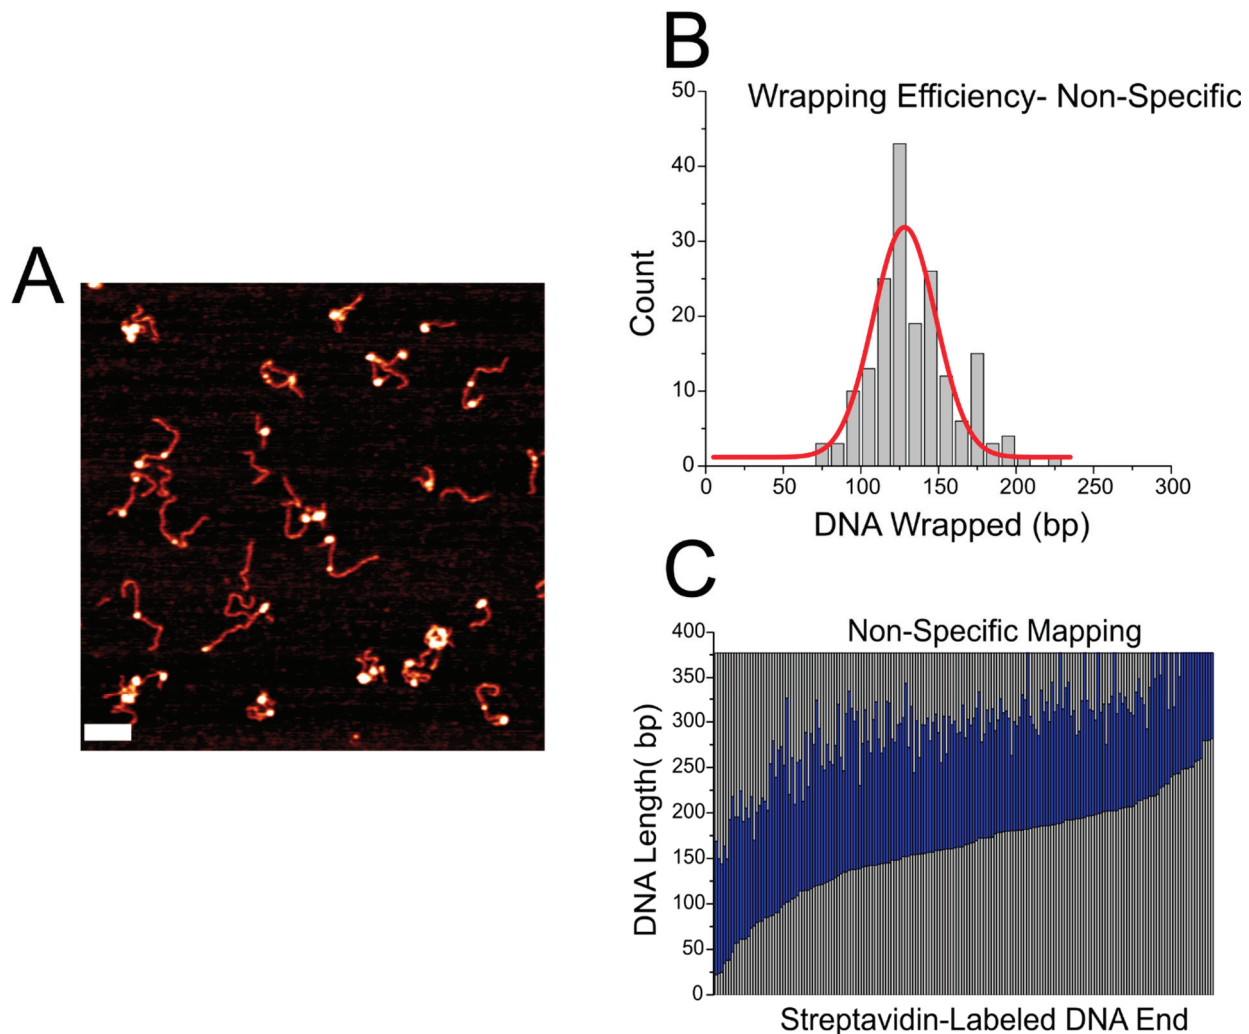 A
B
Wrapping Efficiency- Non-Specific
50
40
30
20
10
0
Count
0 50 100 150 200 250 300
DNA Wrapped (bp)
C
Non-Specific Mapping
400
350
300
250
200
150
100
50
0
DNA Length( bp)
Streptavidin-Labeled DNA End